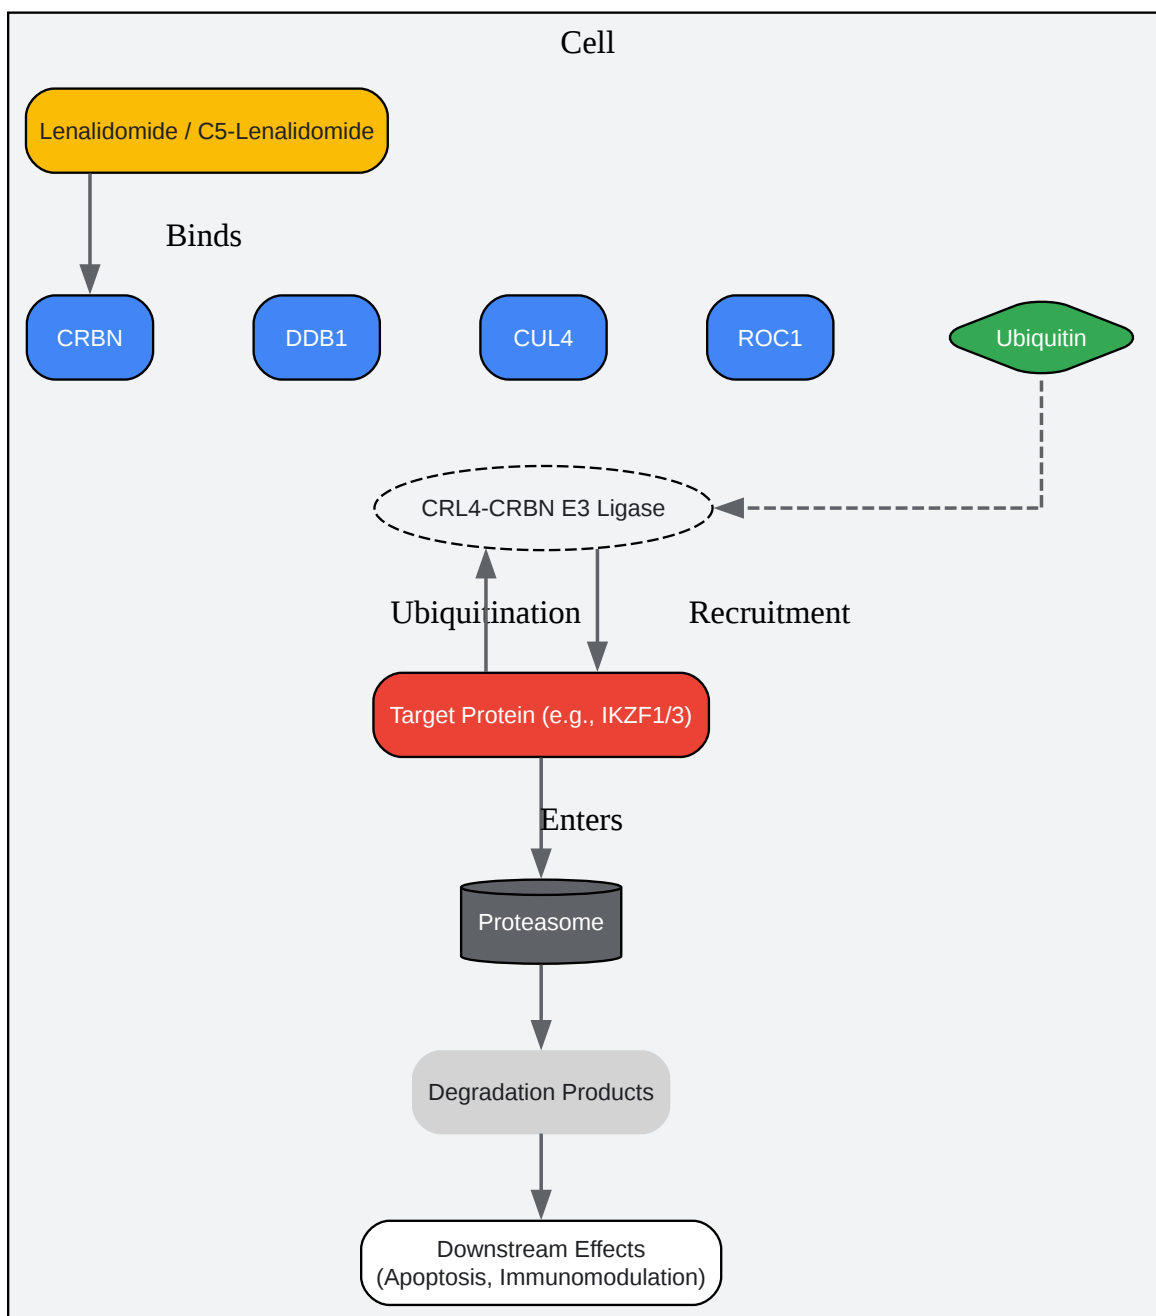 Cell
Lenalidomide / C5-Lenalidomide
Binds
CRBN
DDB1
CUL4
ROC1
Ubiquitin
CRL4-CRBN E3 Ligase
Ubiquitination
Recruitment
Target Protein (e.g., IKZF1/3)
Enters
Proteasome
Degradation Products
Downstream Effects
(Apoptosis, Immunomodulation)